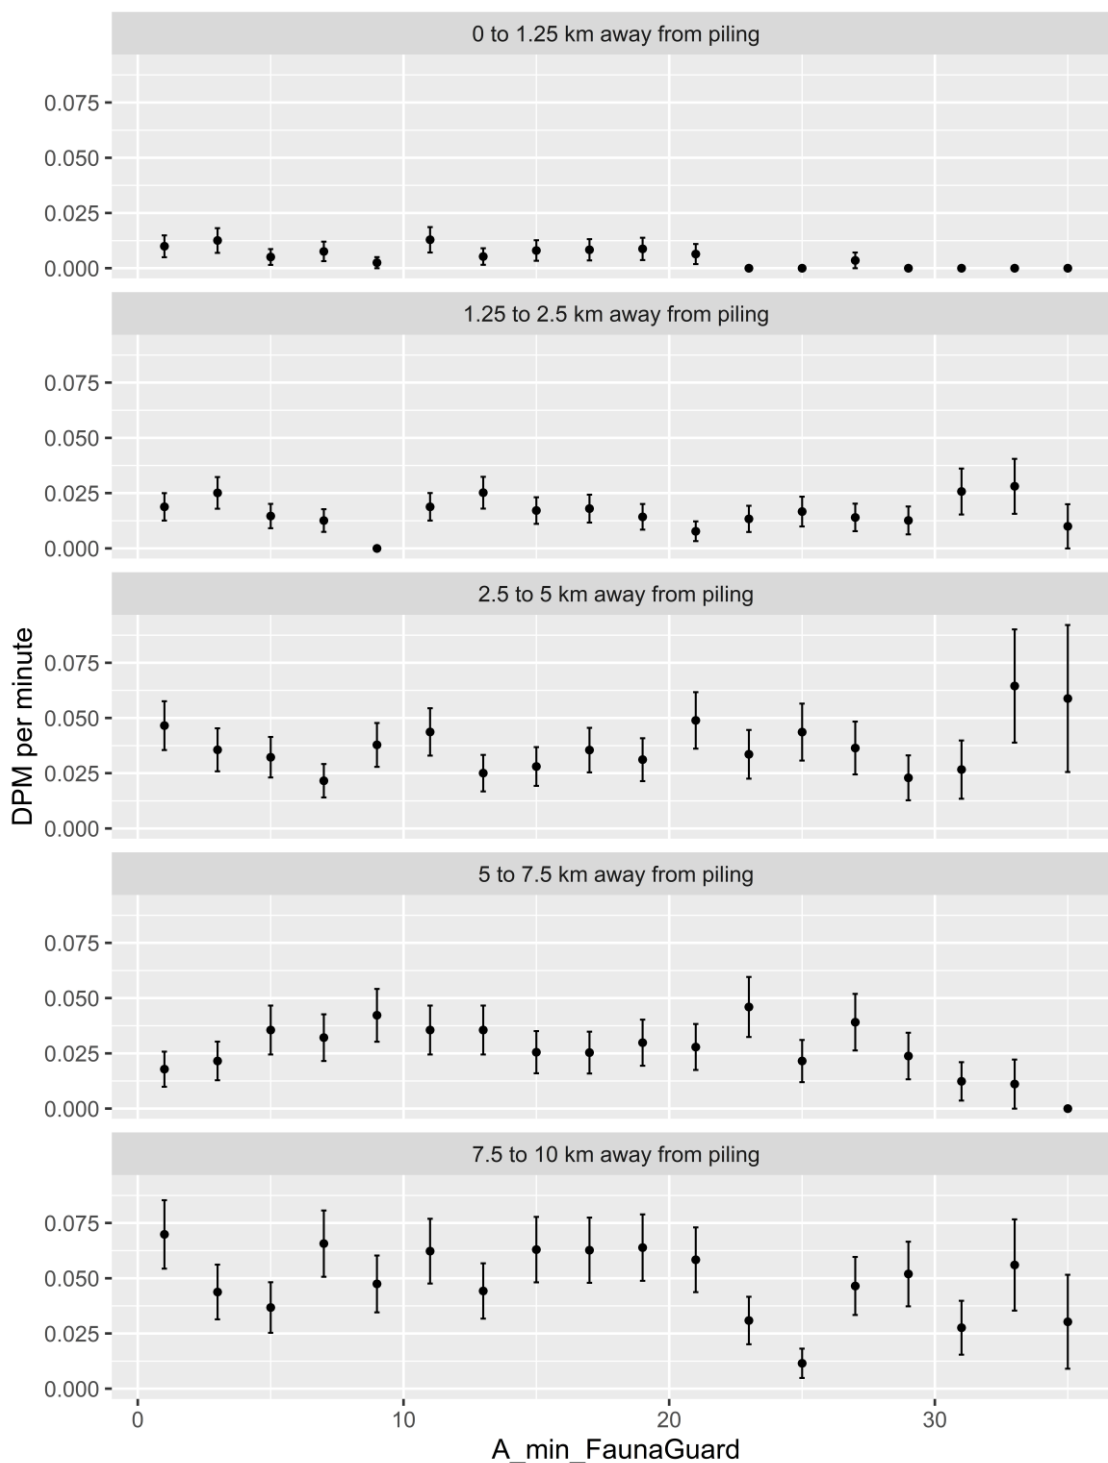 0 to 1.25 km away from piling
0.075
0.050
0.025
0.000
1.25 to 2.5 km away from piling
0.075
0.050
0.025
0.000
2.5 to 5 km away from piling
0.075
0.050
0.025
0.000
DPM per minute
5 to 7.5 km away from piling
0.075
0.050
0.025
0.000
7.5 to 10 km away from piling
0.075
0.050
0.025
0.000
0 10 20 30
A_min_FaunaGuard